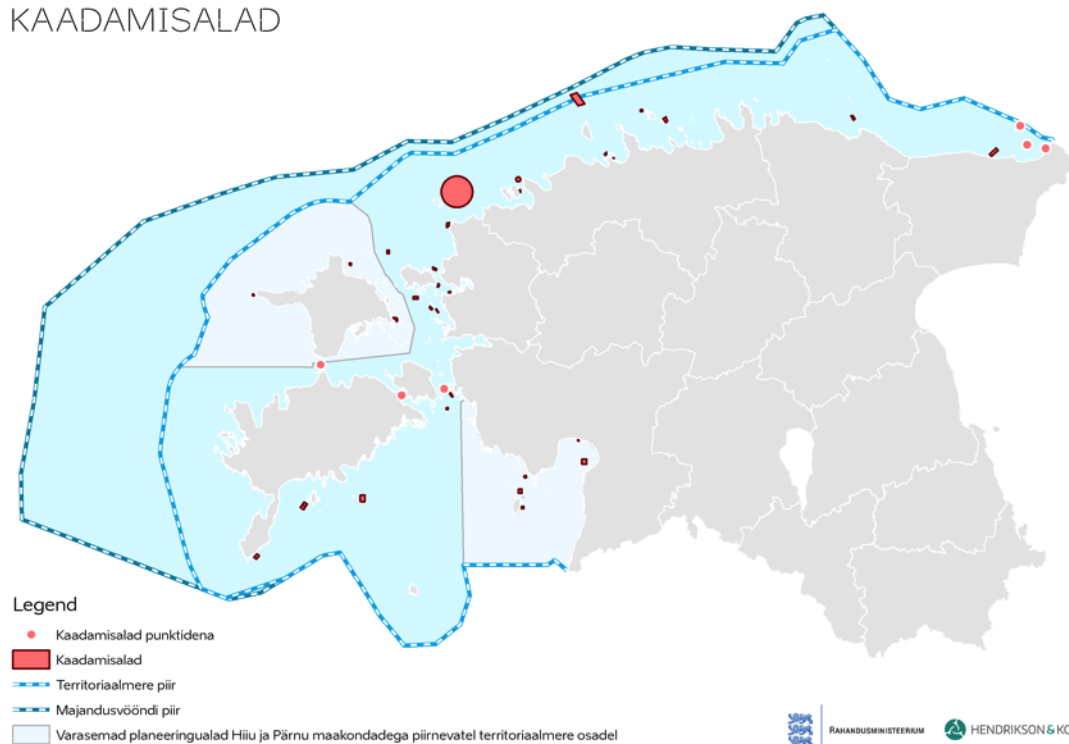 KAADAMISALAD
Legend
Kaadamisalad punktidena
Kaadamisalad
Territoriaalmere piir
Majandusvööndi piir
Varasemad planeeringualad Hiiu ja Pärnu maakondadega piirnevatel territoriaalmere osadel
RAHANDUSMINISTEERIUM
HENDRIKSON & KO